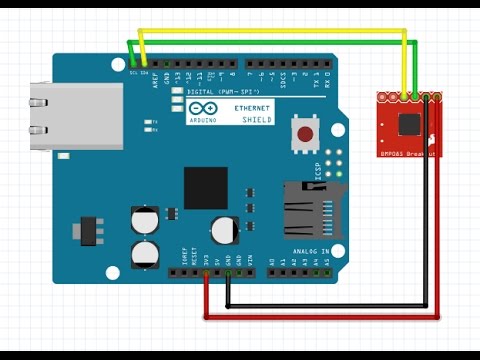 SCL
SDA
AREF
GND
~13
~12
~11
~10
~9
8
7
~6
~5
SDCS
~3
2
TX 1
RX 0
DIGITAL (PWM~ SPI~)
ARDUINO
ETHERNET
SHIELD
TX
RX
ICSP
BMP085 Breakout
IOREF
RESET
3V3
5V
GND
GND
VIN
ANALOG IN
A0
A1
A2
A3
A4
A5